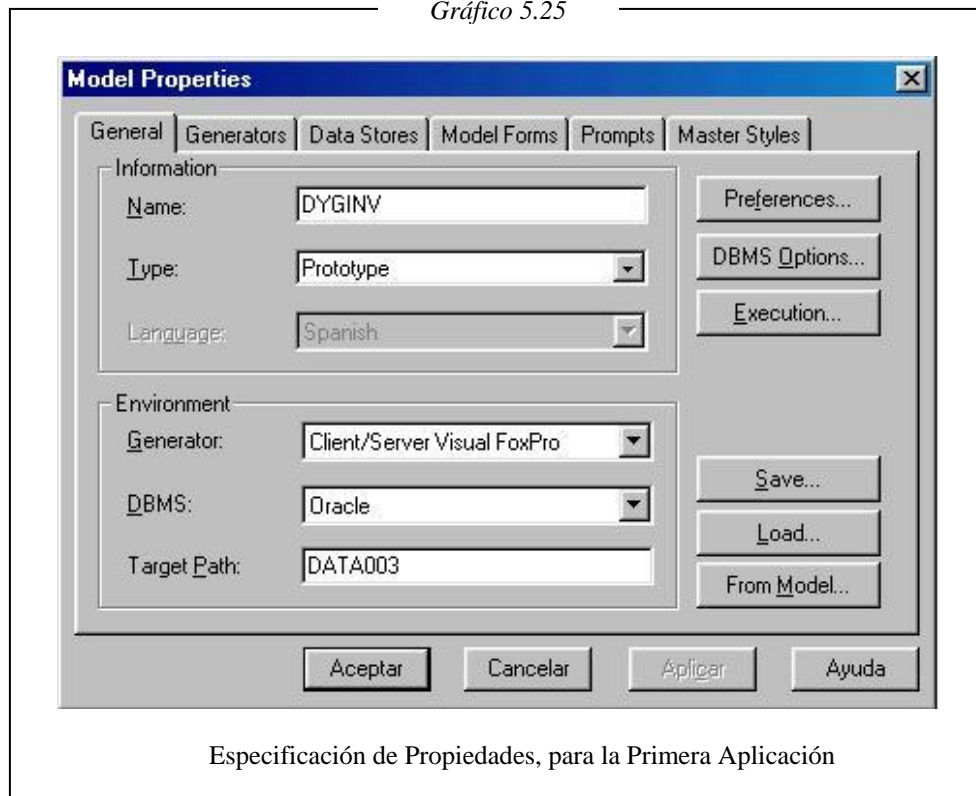 Gráfico 5.25
Model Properties
General Generators Data Stores Model Forms Prompts Master Styles
Information
Name: DYGINV
Type: Prototype
Language: Spanish
Preferences...
DBMS Options...
Execution...
Environment
Generator: Client/Server Visual FoxPro
DBMS: Oracle
Target Path: DATA003
Save...
Load...
From Model...
Aceptar Cancelar Aplicar Ayuda
Especificación de Propiedades, para la Primera Aplicación